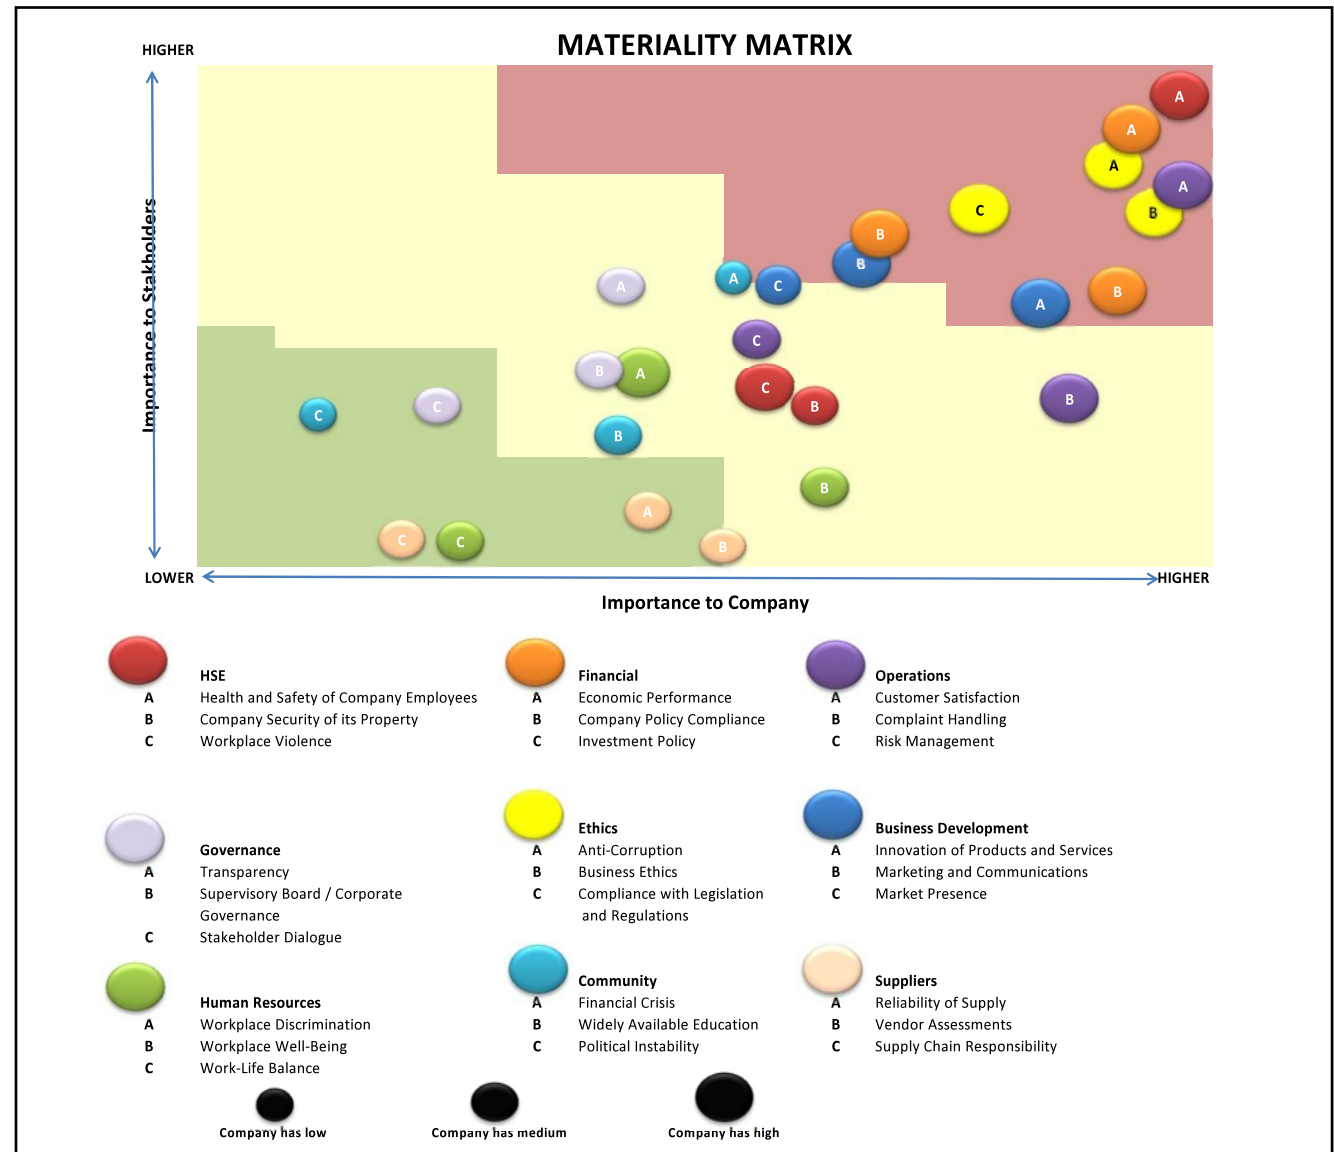 MATERIALITY MATRIX
HIGHER
Importance to Stakholders
A
A
A
A
B
C
B
B
A
C
A
B
A
B
C
B
A
C
B
B
C
C
B
B
A
C
C
B
LOWER
HIGHER
Importance to Company
HSE
A Health and Safety of Company Employees
B Company Security of its Property
C Workplace Violence
Financial
A Economic Performance
B Company Policy Compliance
C Investment Policy
Operations
A Customer Satisfaction
B Complaint Handling
C Risk Management
Governance
A Transparency
B Supervisory Board / Corporate
Governance
C Stakeholder Dialogue
Ethics
A Anti-Corruption
B Business Ethics
C Compliance with Legislation
and Regulations
Business Development
A Innovation of Products and Services
B Marketing and Communications
C Market Presence
Human Resources
A Workplace Discrimination
B Workplace Well-Being
C Work-Life Balance
Community
A Financial Crisis
B Widely Available Education
C Political Instability
Suppliers
A Reliability of Supply
B Vendor Assessments
C Supply Chain Responsibility
Company has low
Company has medium
Company has high